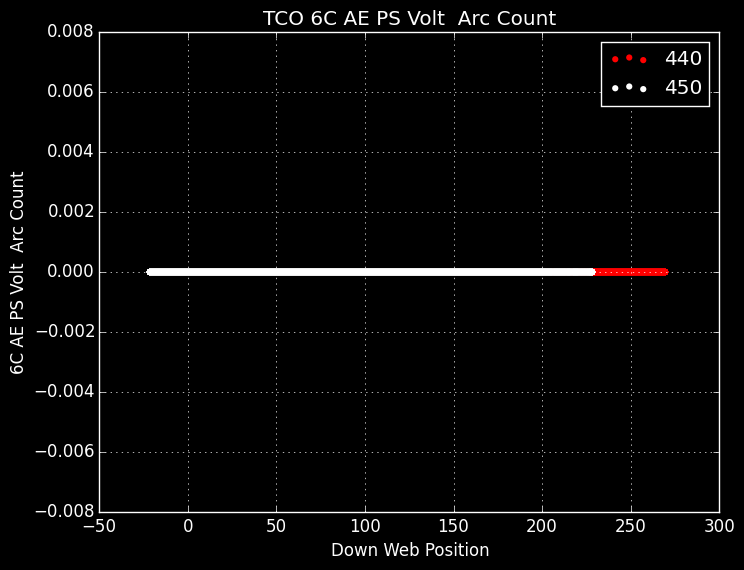 TCO 6C AE PS Volt  Arc Count
440
450
0.008
0.006
0.004
0.002
0.000
−0.002
−0.004
−0.006
−0.008
6C AE PS Volt  Arc Count
−50 0 50 100 150 200 250 300
Down Web Position